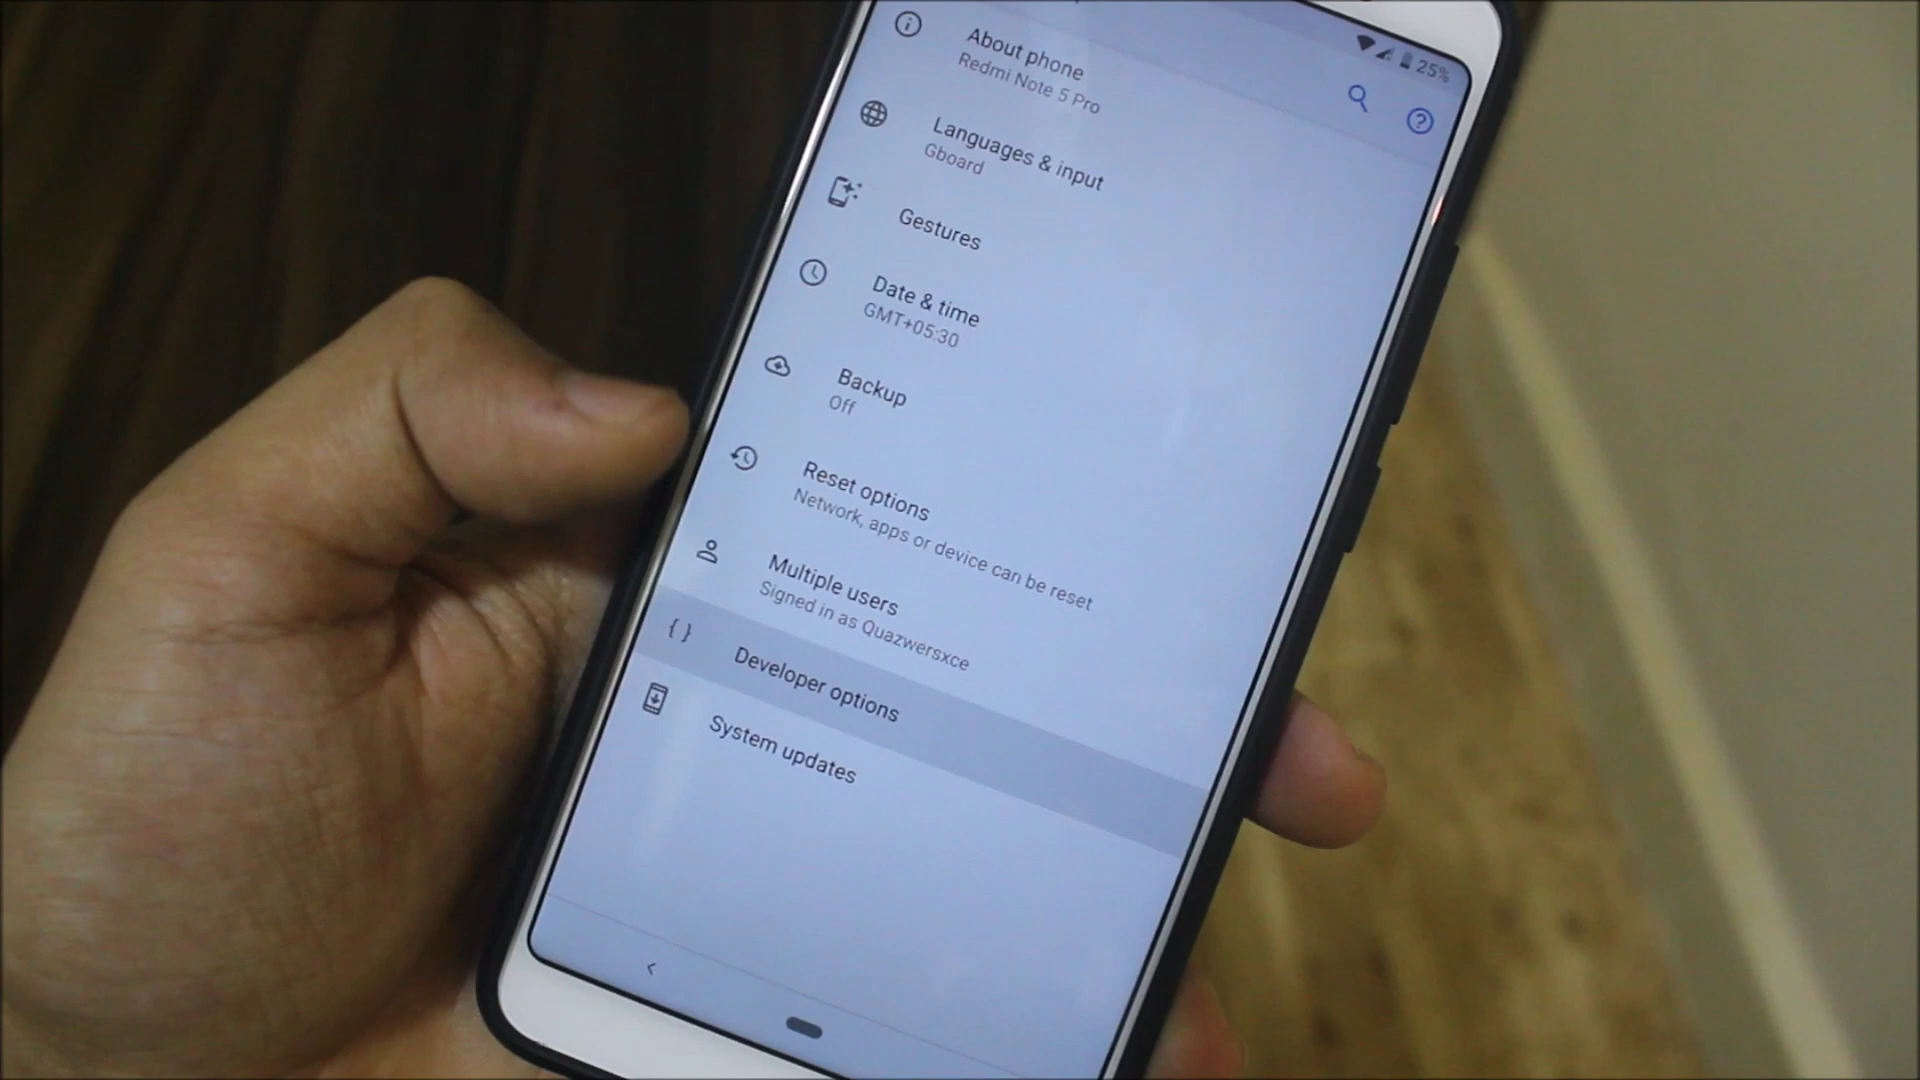 25%
About phone
Redmi Note 5 Pro
Languages & input
Gboard
Gestures
Date & time
GMT+05:30
Backup
Off
Reset options
Network, apps or device can be reset
Multiple users
Signed in as Quazwersxce
{ }
Developer options
System updates